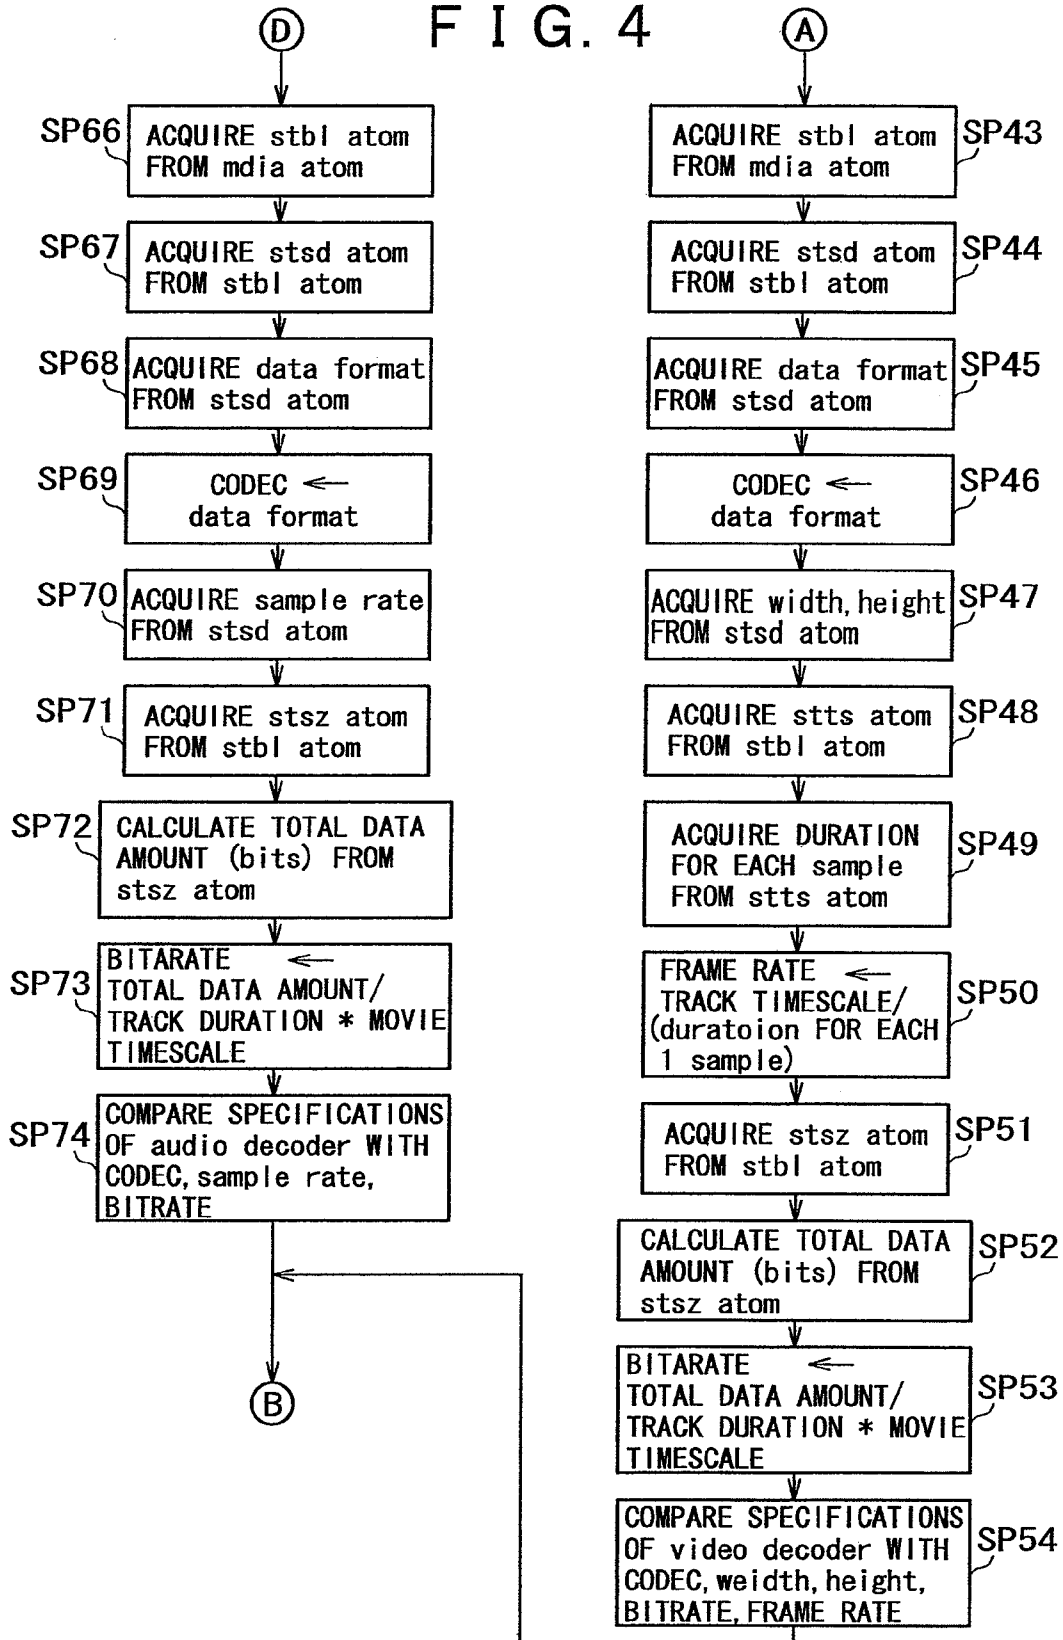 FIG. 4
D
SP66
ACQUIRE stbl atom
FROM mdia atom
SP67
ACQUIRE stsd atom
FROM stbl atom
SP68
ACQUIRE data format
FROM stsd atom
SP69
CODEC ←
data format
SP70
ACQUIRE sample rate
FROM stsd atom
SP71
ACQUIRE stsz atom
FROM stbl atom
SP72
CALCULATE TOTAL DATA
AMOUNT (bits) FROM
stsz atom
SP73
BITARATE ←
TOTAL DATA AMOUNT/
TRACK DURATION * MOVIE
TIMESCALE
SP74
COMPARE SPECIFICATIONS
OF audio decoder WITH
CODEC, sample rate,
BITRATE
B
A
SP43
ACQUIRE stbl atom
FROM mdia atom
SP44
ACQUIRE stsd atom
FROM stbl atom
SP45
ACQUIRE data format
FROM stsd atom
SP46
CODEC ←
data format
SP47
ACQUIRE width, height
FROM stsd atom
SP48
ACQUIRE stts atom
FROM stbl atom
SP49
ACQUIRE DURATION
FOR EACH sample
FROM stts atom
SP50
FRAME RATE ←
TRACK TIMESCALE/
(duratoion FOR EACH
1 sample)
SP51
ACQUIRE stsz atom
FROM stbl atom
SP52
CALCULATE TOTAL DATA
AMOUNT (bits) FROM
stsz atom
SP53
BITARATE ←
TOTAL DATA AMOUNT/
TRACK DURATION * MOVIE
TIMESCALE
SP54
COMPARE SPECIFICATIONS
OF video decoder WITH
CODEC, weidth, height,
BITRATE, FRAME RATE